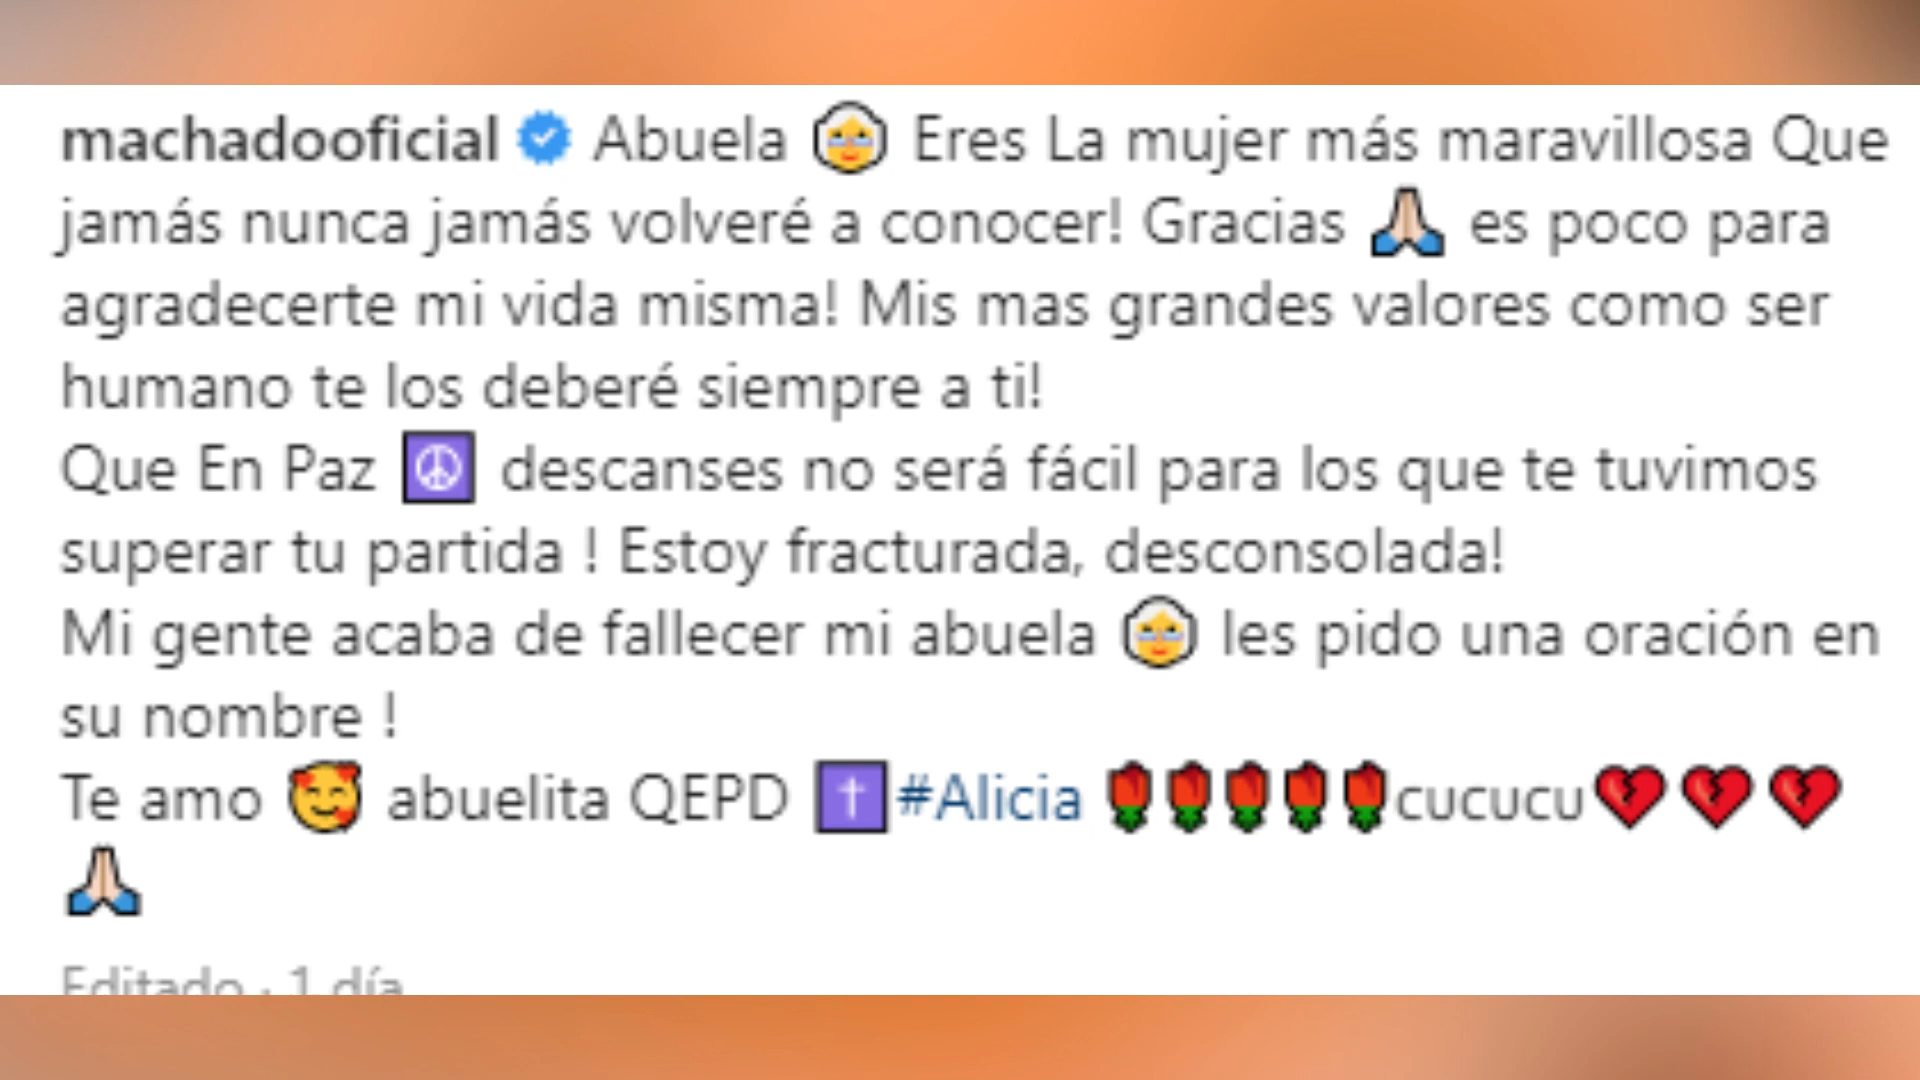 machadooficial Abuela 👵 Eres La mujer más maravillosa Que
jamás nunca jamás volveré a conocer! Gracias 🙏🏻 es poco para
agradecerte mi vida misma! Mis mas grandes valores como ser
humano te los deberé siempre a ti!
Que En Paz ☮️ descanses no será fácil para los que te tuvimos
superar tu partida ! Estoy fracturada, desconsolada!
Mi gente acaba de fallecer mi abuela 👵 les pido una oración en
su nombre !
Te amo 🥰 abuelita QEPD ✝️#Alicia 🌹🌹🌹🌹🌹cucucu💔💔💔
🙏🏻
Editado · 1 día